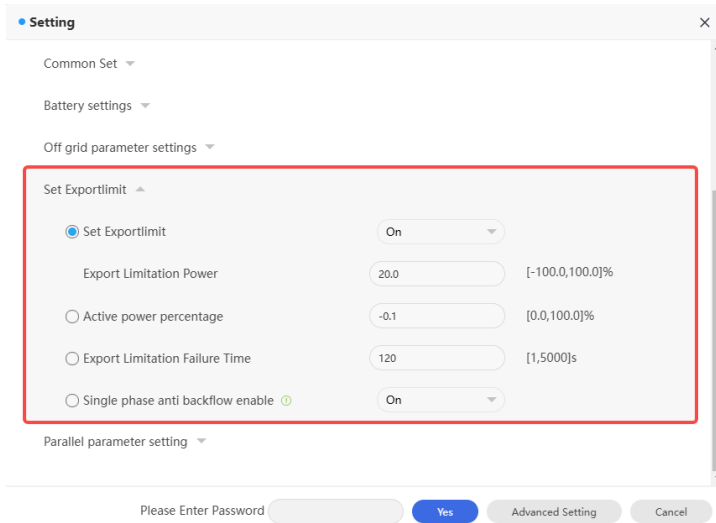 Setting
Common Set
Battery settings
Off grid parameter settings
Set Exportlimit
Set Exportlimit On
Export Limitation Power 20.0 [-100.0,100.0]%
Active power percentage -0.1 [0.0,100.0]%
Export Limitation Failure Time 120 [1,5000]s
Single phase anti backflow enable On
Parallel parameter setting
Please Enter Password Yes Advanced Setting Cancel